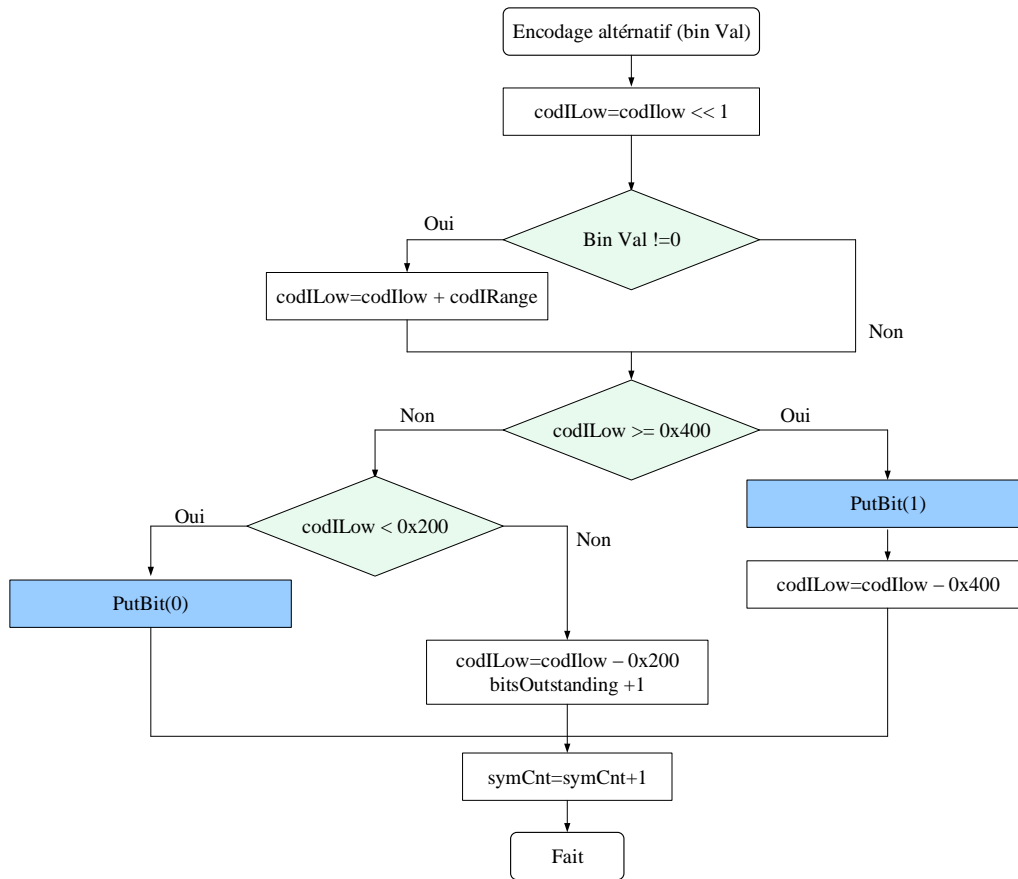 Encodage altérnatif (bin Val)
codILow=codIlow << 1
Oui
Bin Val !=0
codILow=codIlow + codIRange
Non
Non
codILow >= 0x400
Oui
Oui
codILow < 0x200
Non
PutBit(1)
PutBit(0)
codILow=codIlow – 0x400
codILow=codIlow – 0x200
bitsOutstanding +1
symCnt=symCnt+1
Fait